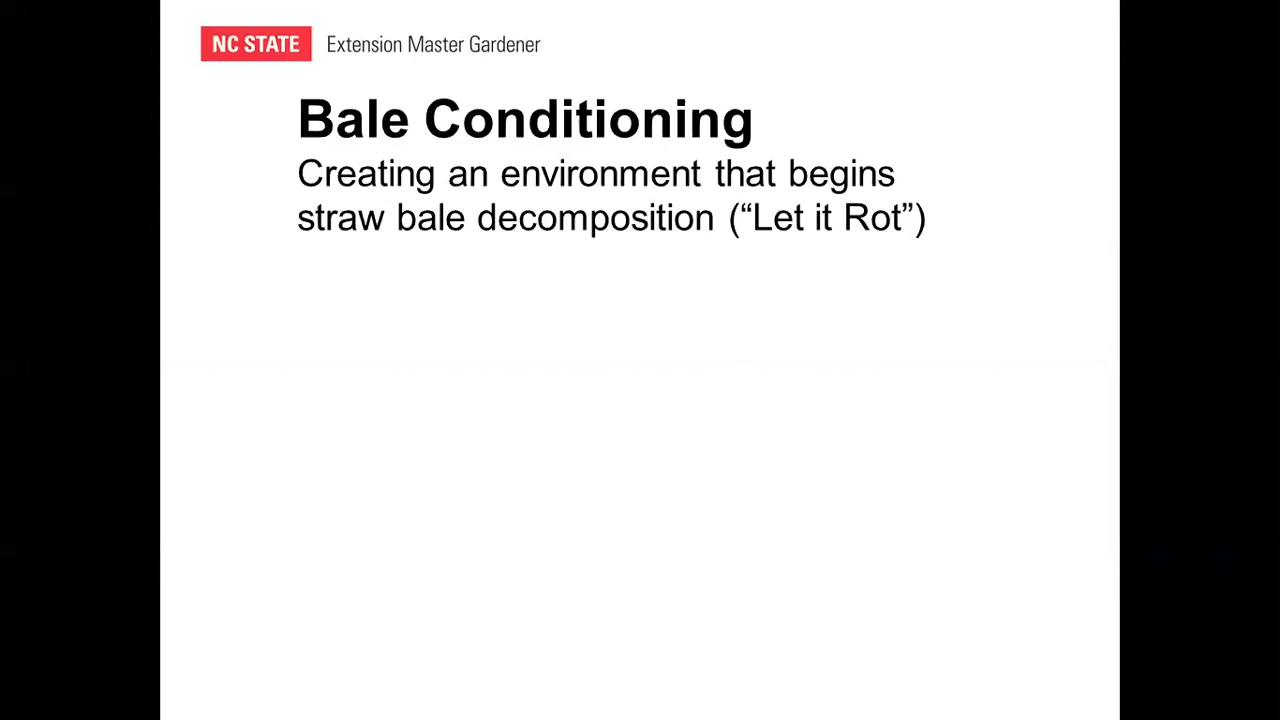 NC STATE Extension Master Gardener
Bale Conditioning
Creating an environment that begins
straw bale decomposition (“Let it Rot”)